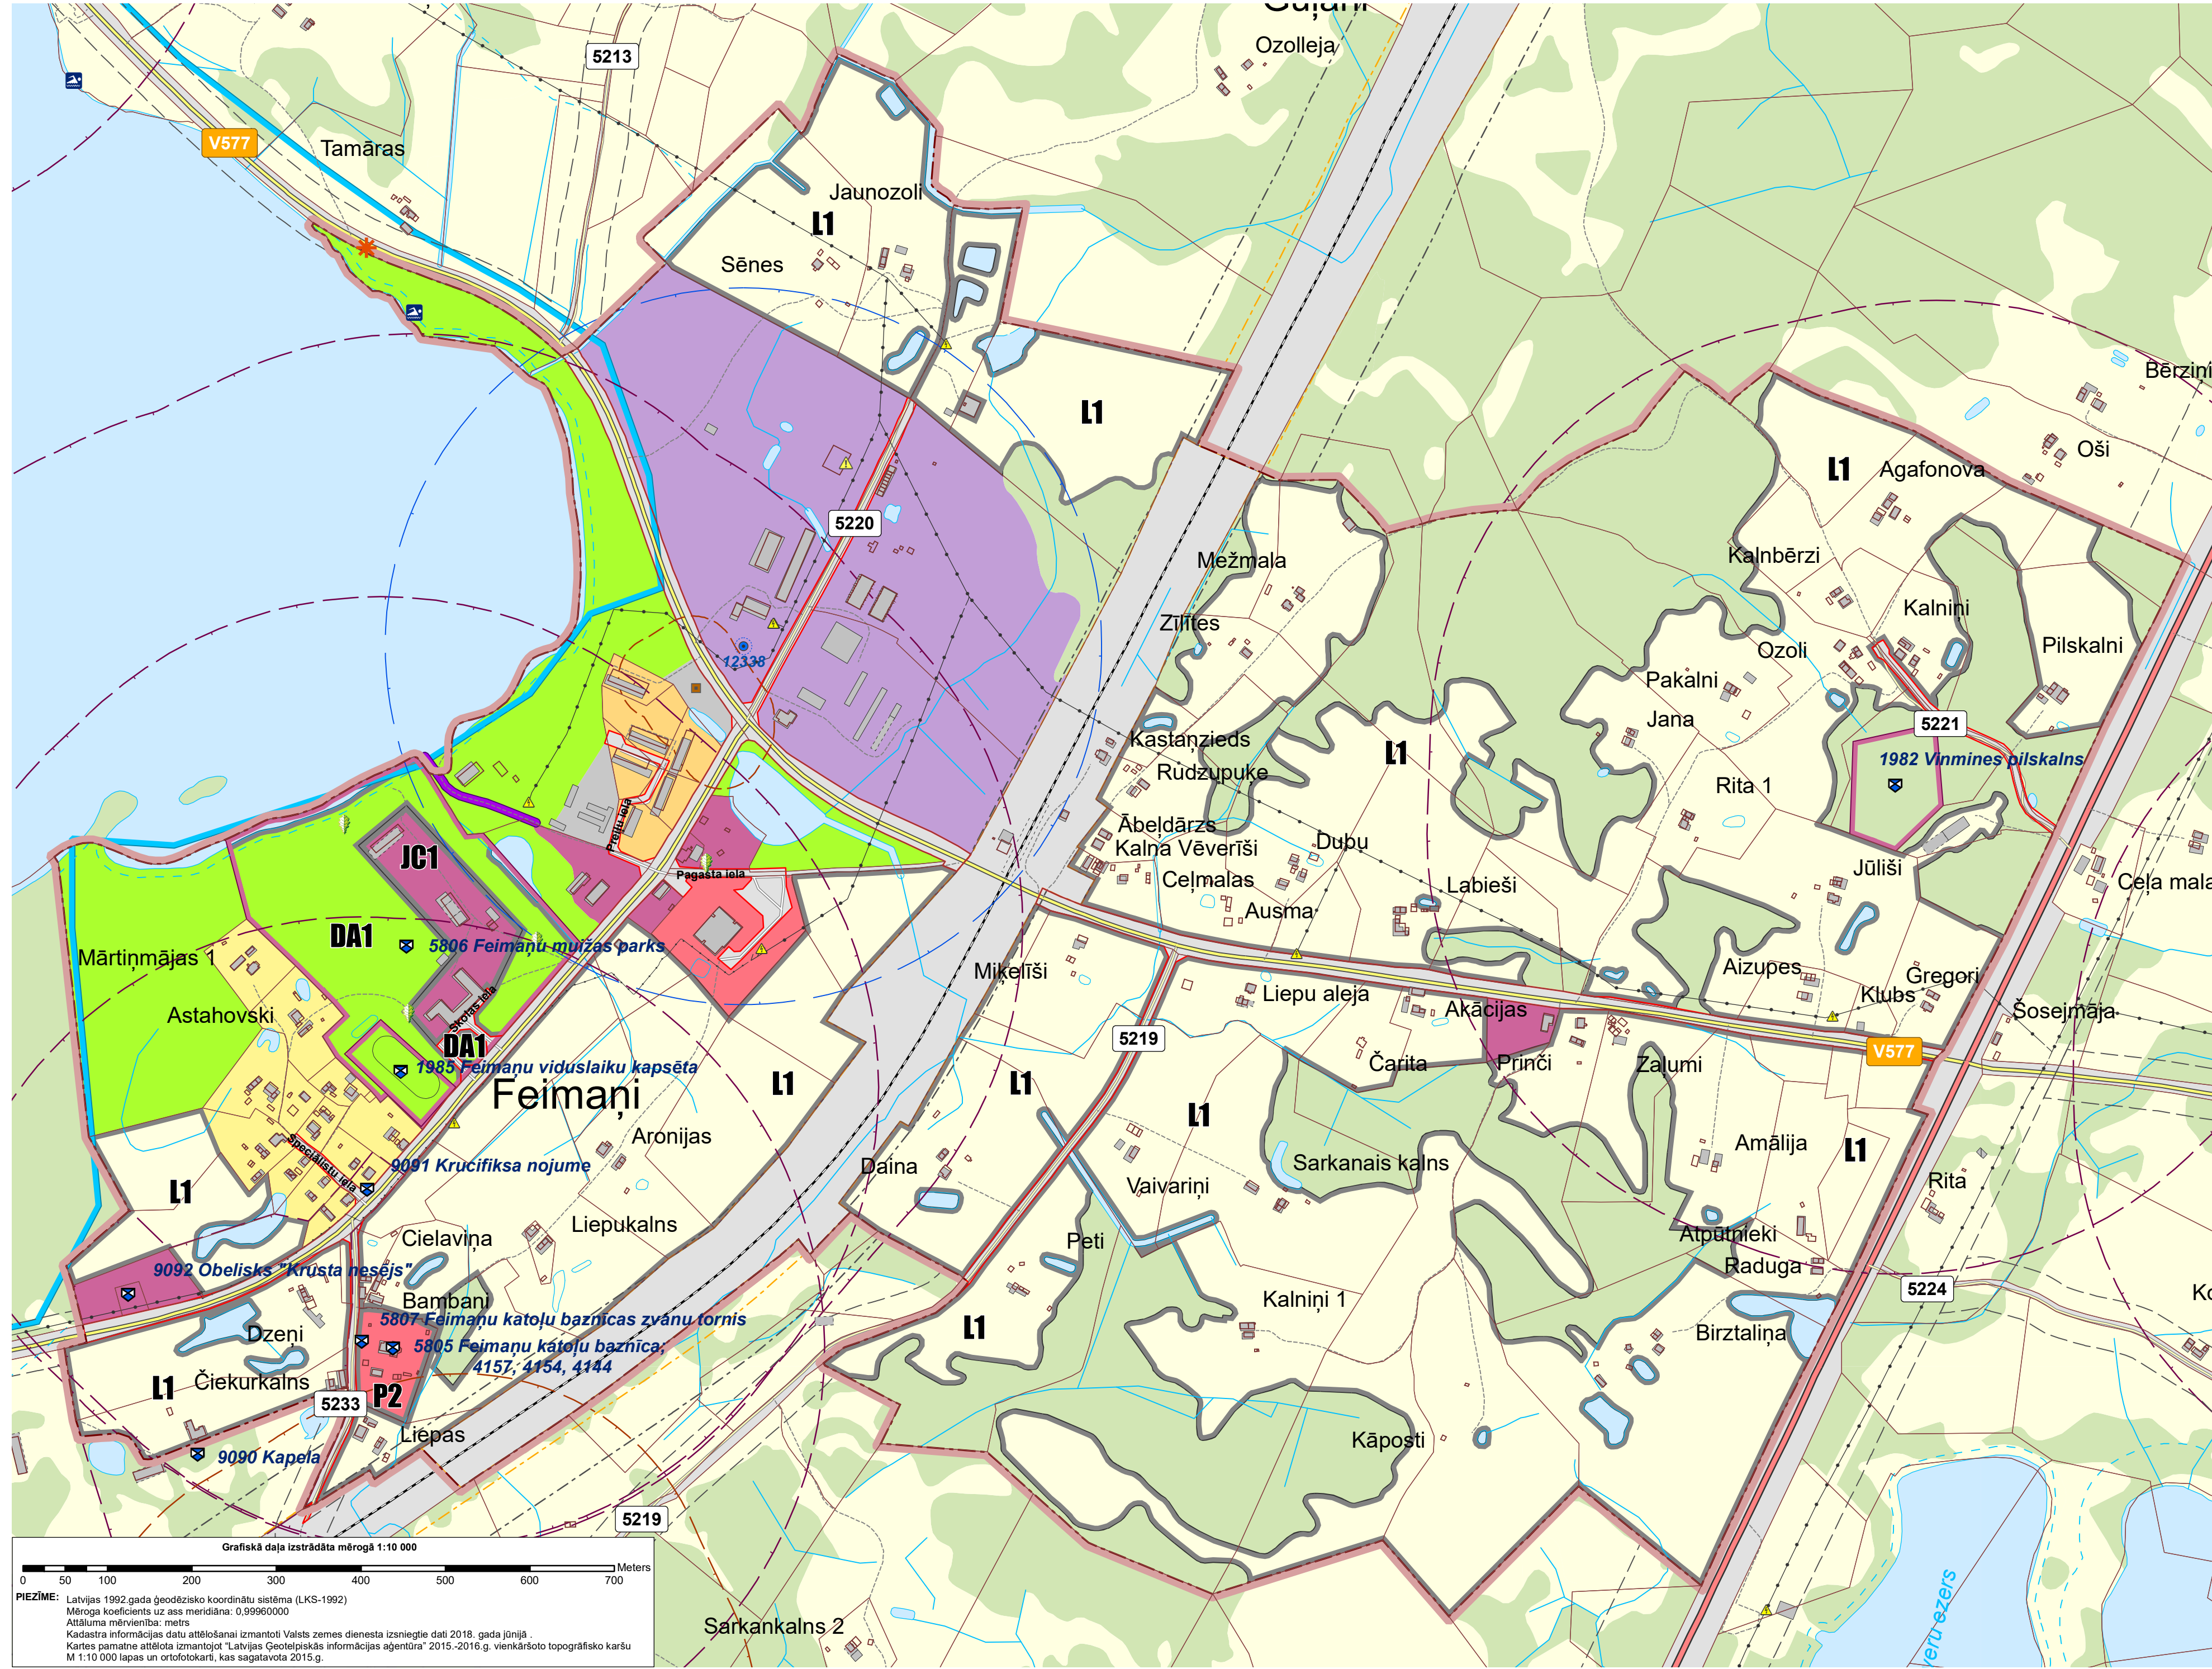 Guļāni
Ozolleja
5213
V577
Tamāras
Jaunozoli
L1
Sēnes
Bērziņi
L1
Oši
L1
Agafonova
5220
Mežmala
Kalnbērzi
Kalniņi
Zīlītes
Ozoli
Pilskalni
12338
Pakalni
Jana
5221
Kastaņzieds
L1
1982 Vinmines pilskalns
Rudzupuķe
Rita 1
Preiļu iela
Ābeļdārzs
Kalna Vēverīši
Dubu
JC1
Pagasta iela
Ceļmalas
Labieši
Jūliši
Ceļa mala
Ausma
DA1
5806 Feimaņu muižas parks
Mārtiņmājas 1
Miķelīši
Aizupes
Gregori
Liepu aleja
Klubs
Astahovski
Skolas iela
Akācijas
Šosejmāja
DA1
5219
V577
1985 Feimaņu viduslaiku kapsēta
Čarita
Prinči
Zaļumi
Feimaņi
L1
L1
L1
Aronijas
Amālija
L1
Speciālistu iela
9091 Krucifiksa nojume
Daina
Sarkanais kalns
L1
Vaivariņi
Rita
Liepukalns
Cielaviņa
Peti
Atpūtnieki
9092 Obelisks "Krusta nesējs"
Raduga
5224
Bambani
Kalniņi 1
5807 Feimaņu katoļu baznīcas zvanu tornis
L1
Dzeņi
5805 Feimaņu katoļu baznīca;
4157, 4154, 4144
Birztaliņa
L1
Čiekurkalns
P2
5233
Liepas
Kāposti
9090 Kapela
5219
Sarkankalns 2
Grafiskā daļa izstrādāta mērogā 1:10 000
0 50 100 200 300 400 500 600 700 Meters
PIEZĪME: Latvijas 1992.gada ģeodēzisko koordinātu sistēma (LKS-1992)
Mēroga koeficients uz ass meridiāna: 0,99960000
Attāluma mērvienība: metrs
Kadastra informācijas datu attēlošanai izmantoti Valsts zemes dienesta izsniegtie dati 2018. gada jūnijā .
Kartes pamatne attēlota izmantojot "Latvijas Ģeotelpiskās informācijas aģentūra" 2015.-2016.g. vienkāršoto topogrāfisko karšu
M 1:10 000 lapas un ortofotokarti, kas sagatavota 2015.g.